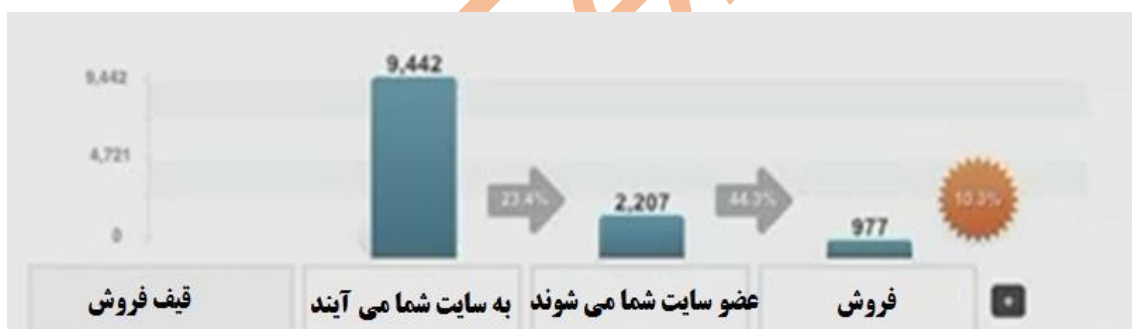 9,442
9,442
4,721
23.4%
2,207
44.3%
977
10.3%
0
قیف فروش
به سایت شما می آیند
عضو سایت شما می شوند
فروش